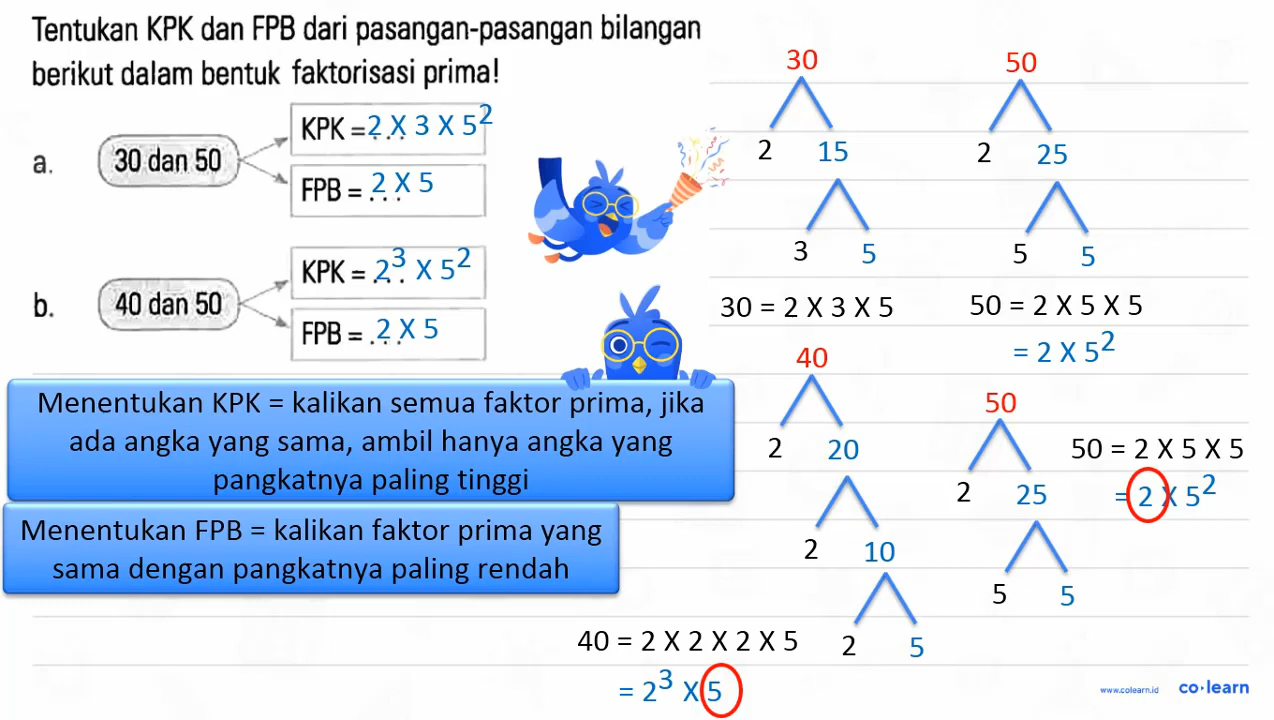 Tentukan KPK dan FPB dari pasangan-pasangan bilangan
berikut dalam bentuk faktorisasi prima!
a. 30 dan 50
KPK = 2 X 3 X 5²
FPB = 2 X 5
b. 40 dan 50
KPK = 2³ X 5²
FPB = 2 X 5
Menentukan KPK = kalikan semua faktor prima, jika
ada angka yang sama, ambil hanya angka yang
pangkatnya paling tinggi
Menentukan FPB = kalikan faktor prima yang
sama dengan pangkatnya paling rendah
30
2 15
3 5
30 = 2 X 3 X 5
50
2 25
5 5
50 = 2 X 5 X 5
= 2 X 5²
40
2 20
2 10
2 5
40 = 2 X 2 X 2 X 5
= 2³ X 5
50
2 25
5 5
50 = 2 X 5 X 5
= 2 X 5²
www.colearn.id co·learn